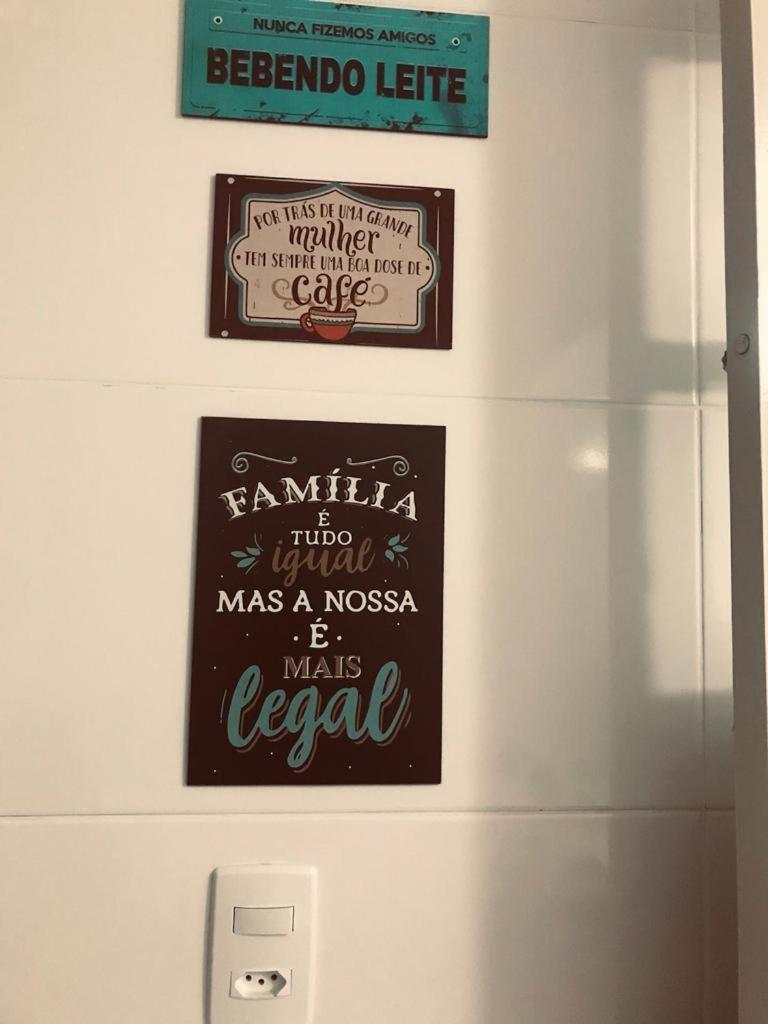 NUNCA FIZEMOS AMIGOS
BEBENDO LEITE
POR TRÁS DE UMA GRANDE
mulher
• TEM SEMPRE UMA BOA DOSE DE •
café
FAMÍLIA
É
TUDO
igual
MAS A NOSSA
· É ·
MAIS
legal